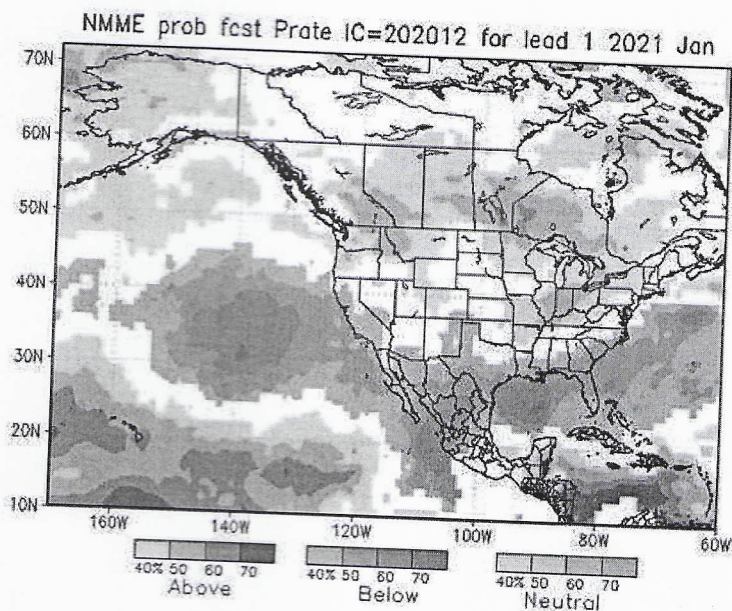 NMME prob fcst Prate IC=202012 for lead 1 2021 Jan
70N
60N
50N
40N
30N
20N
10N
160W 140W 120W 100W 80W 60W
40% 50 60 70 40% 50 60 70 40% 50 60 70
Above Below Neutral